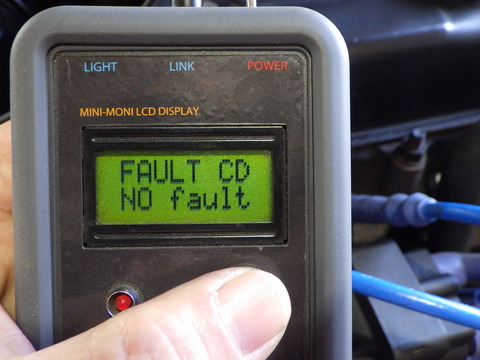 LIGHT LINK POWER
MINI-MONI LCD DISPLAY
FAULT CD
NO fault